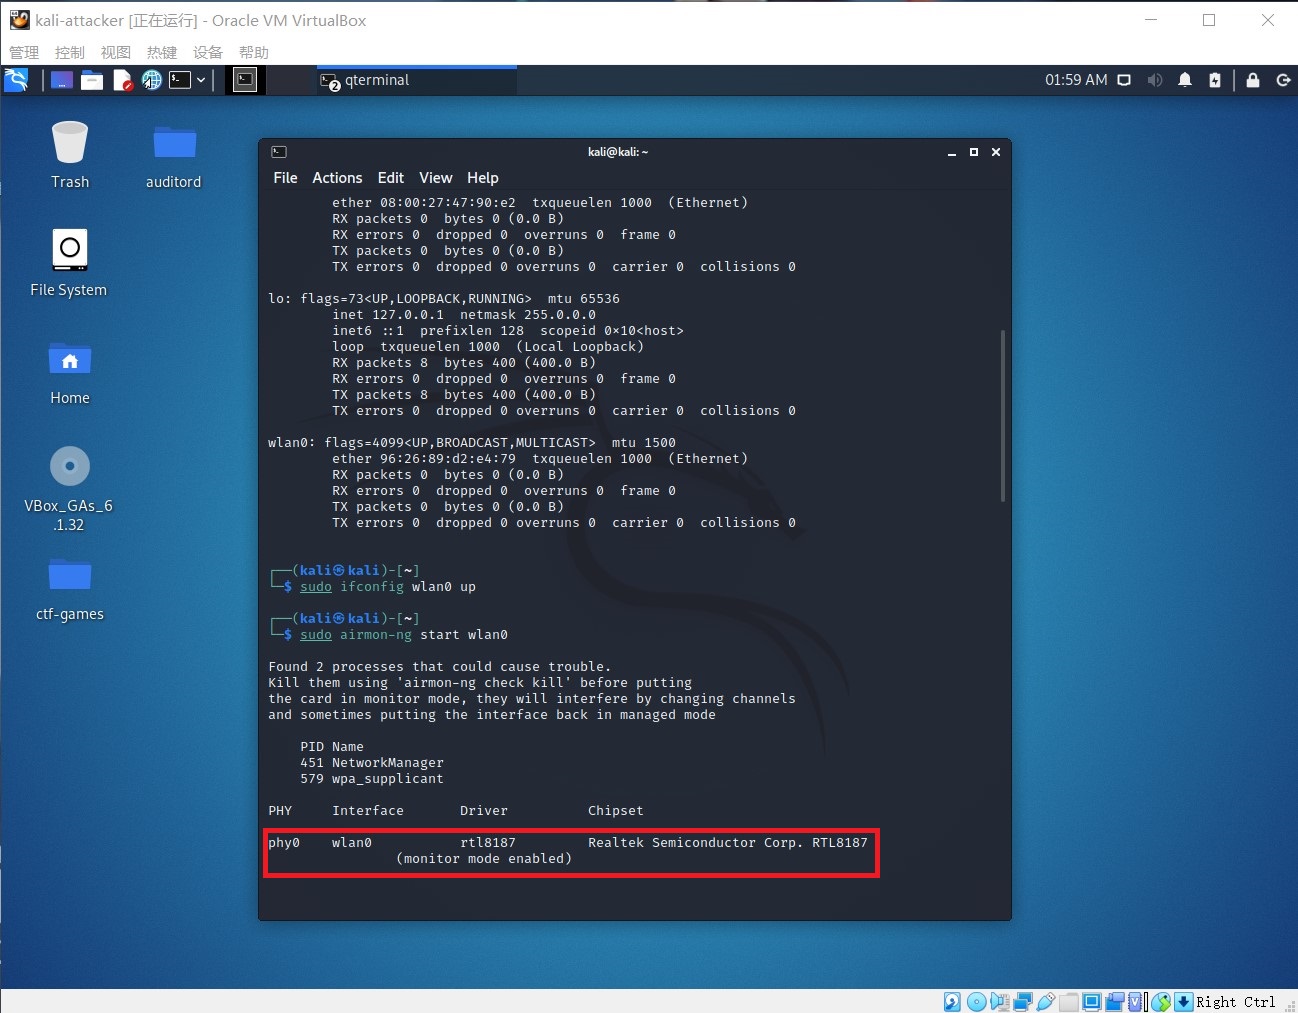 kali-attacker [正在运行] - Oracle VM VirtualBox
管理 控制 视图 热键 设备 帮助
2 qterminal 01:59 AM
Trash
auditord
File System
Home
VBox_GAs_6
.1.32
ctf-games
kali@kali: ~
File Actions Edit View Help
ether 08:00:27:47:90:e2 txqueuelen 1000 (Ethernet)
RX packets 0 bytes 0 (0.0 B)
RX errors 0 dropped 0 overruns 0 frame 0
TX packets 0 bytes 0 (0.0 B)
TX errors 0 dropped 0 overruns 0 carrier 0 collisions 0
lo: flags=73<UP,LOOPBACK,RUNNING> mtu 65536
inet 127.0.0.1 netmask 255.0.0.0
inet6 ::1 prefixlen 128 scopeid 0×10<host>
loop txqueuelen 1000 (Local Loopback)
RX packets 8 bytes 400 (400.0 B)
RX errors 0 dropped 0 overruns 0 frame 0
TX packets 8 bytes 400 (400.0 B)
TX errors 0 dropped 0 overruns 0 carrier 0 collisions 0
wlan0: flags=4099<UP,BROADCAST,MULTICAST> mtu 1500
ether 96:26:89:d2:e4:79 txqueuelen 1000 (Ethernet)
RX packets 0 bytes 0 (0.0 B)
RX errors 0 dropped 0 overruns 0 frame 0
TX packets 0 bytes 0 (0.0 B)
TX errors 0 dropped 0 overruns 0 carrier 0 collisions 0
┌──(kali㉿kali)-[~]
└─$ sudo ifconfig wlan0 up
┌──(kali㉿kali)-[~]
└─$ sudo airmon-ng start wlan0
Found 2 processes that could cause trouble.
Kill them using 'airmon-ng check kill' before putting
the card in monitor mode, they will interfere by changing channels
and sometimes putting the interface back in managed mode
PID Name
451 NetworkManager
579 wpa_supplicant
PHY Interface Driver Chipset
phy0 wlan0 rtl8187 Realtek Semiconductor Corp. RTL8187
(monitor mode enabled)
Right Ctrl